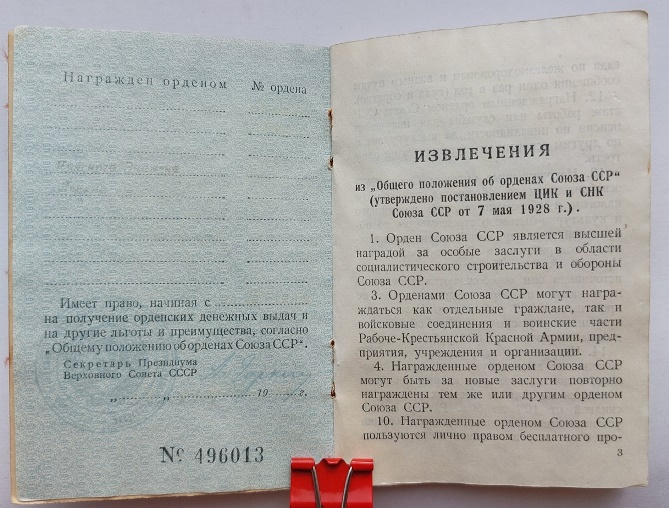 Награжден орденом № ордена
Имеет право, начиная с
на получение орденских денежных выдач и
на другие льготы и преимущества, согласно
„Общему положению об орденах Союза ССР“.
Секретарь Президиума
Верховного Совета СССР
„ “ 19 г.
№ 496013
ИЗВЛЕЧЕНИЯ
из „Общего положения об орденах Союза ССР“
(утверждено постановлением ЦИК и СНК
Союза ССР от 7 мая 1928 г.).
1. Орден Союза ССР является высшей
наградой за особые заслуги в области
социалистического строительства и обороны
Союза ССР.
3. Орденами Союза ССР могут награ-
ждаться как отдельные граждане, так и
войсковые соединения и воинские части
Рабоче-Крестьянской Красной Армии, пред-
приятия, учреждения и организации.
4. Награжденные орденом Союза ССР
могут быть за новые заслуги повторно
награждены тем же или другим орденом
Союза ССР.
10. Награжденные орденом Союза ССР
пользуются лично правом бесплатного про-
3